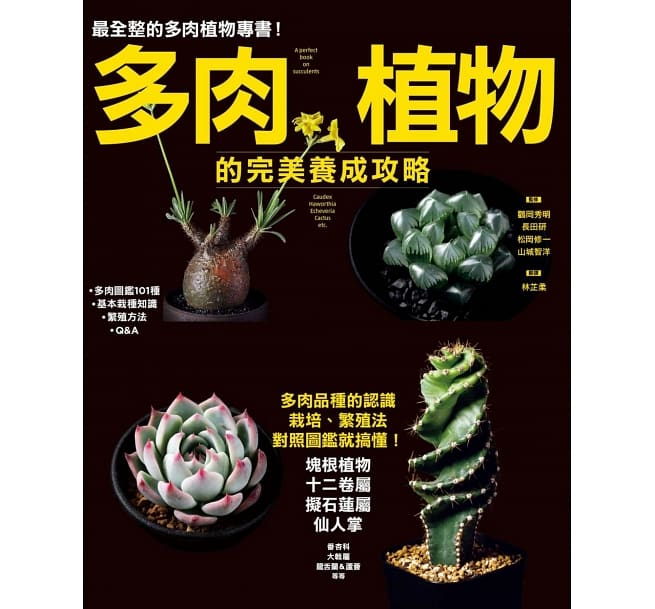 最全整的多肉植物專書！
多肉植物
A perfect
book
on
succulents
的完美養成攻略
Caudex
Haworthia
Echeveria
Cactus
etc.
監修
鶴岡秀明
長田研
松岡修一
山城智洋
翻譯
林芷柔
•多肉圖鑑101種
•基本栽種知識
•繁殖方法
•Q&A
多肉品種的認識
栽培、繁殖法
對照圖鑑就搞懂！
塊根植物
十二卷屬
擬石蓮屬
仙人掌
番杏科
大戟屬
龍舌蘭&蘆薈
等等